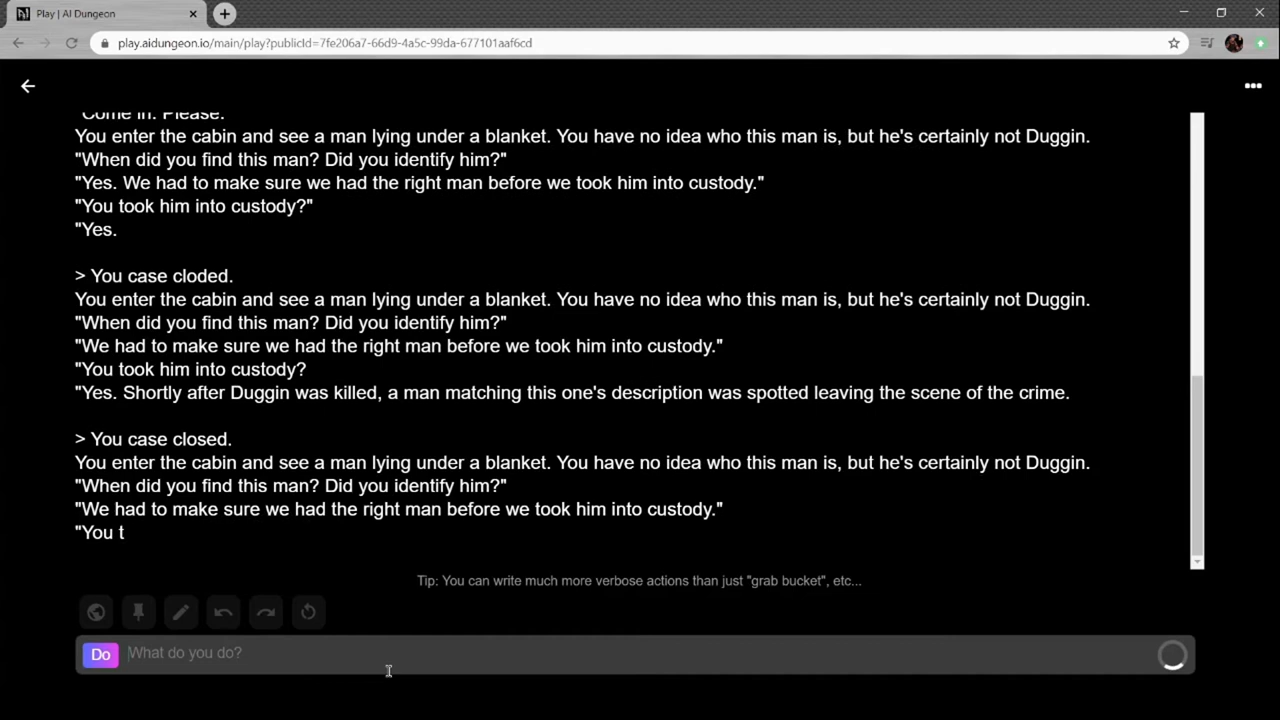 Play | AI Dungeon
play.aidungeon.io/main/play?publicId=7fe206a7-66d9-4a5c-99da-677101aaf6cd
"Come in. Please.
You enter the cabin and see a man lying under a blanket. You have no idea who this man is, but he's certainly not Duggin.
"When did you find this man? Did you identify him?"
"Yes. We had to make sure we had the right man before we took him into custody."
"You took him into custody?"
"Yes.
> You case cloded.
You enter the cabin and see a man lying under a blanket. You have no idea who this man is, but he's certainly not Duggin.
"When did you find this man? Did you identify him?"
"We had to make sure we had the right man before we took him into custody."
"You took him into custody?
"Yes. Shortly after Duggin was killed, a man matching this one's description was spotted leaving the scene of the crime.
> You case closed.
You enter the cabin and see a man lying under a blanket. You have no idea who this man is, but he's certainly not Duggin.
"When did you find this man? Did you identify him?"
"We had to make sure we had the right man before we took him into custody."
"You t
Tip: You can write much more verbose actions than just "grab bucket", etc...
Do What do you do?